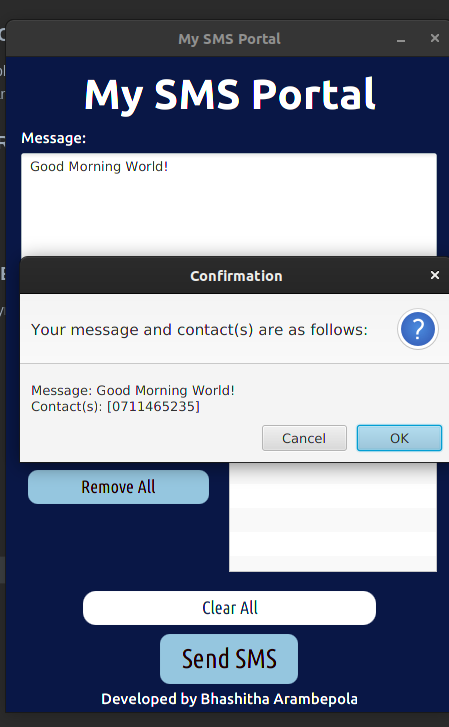 My SMS Portal
My SMS Portal
Message:
Good Morning World!
Confirmation
Your message and contact(s) are as follows:
?
Message: Good Morning World!
Contact(s): [0711465235]
Cancel
OK
Remove All
Clear All
Send SMS
Developed by Bhashitha Arambepola